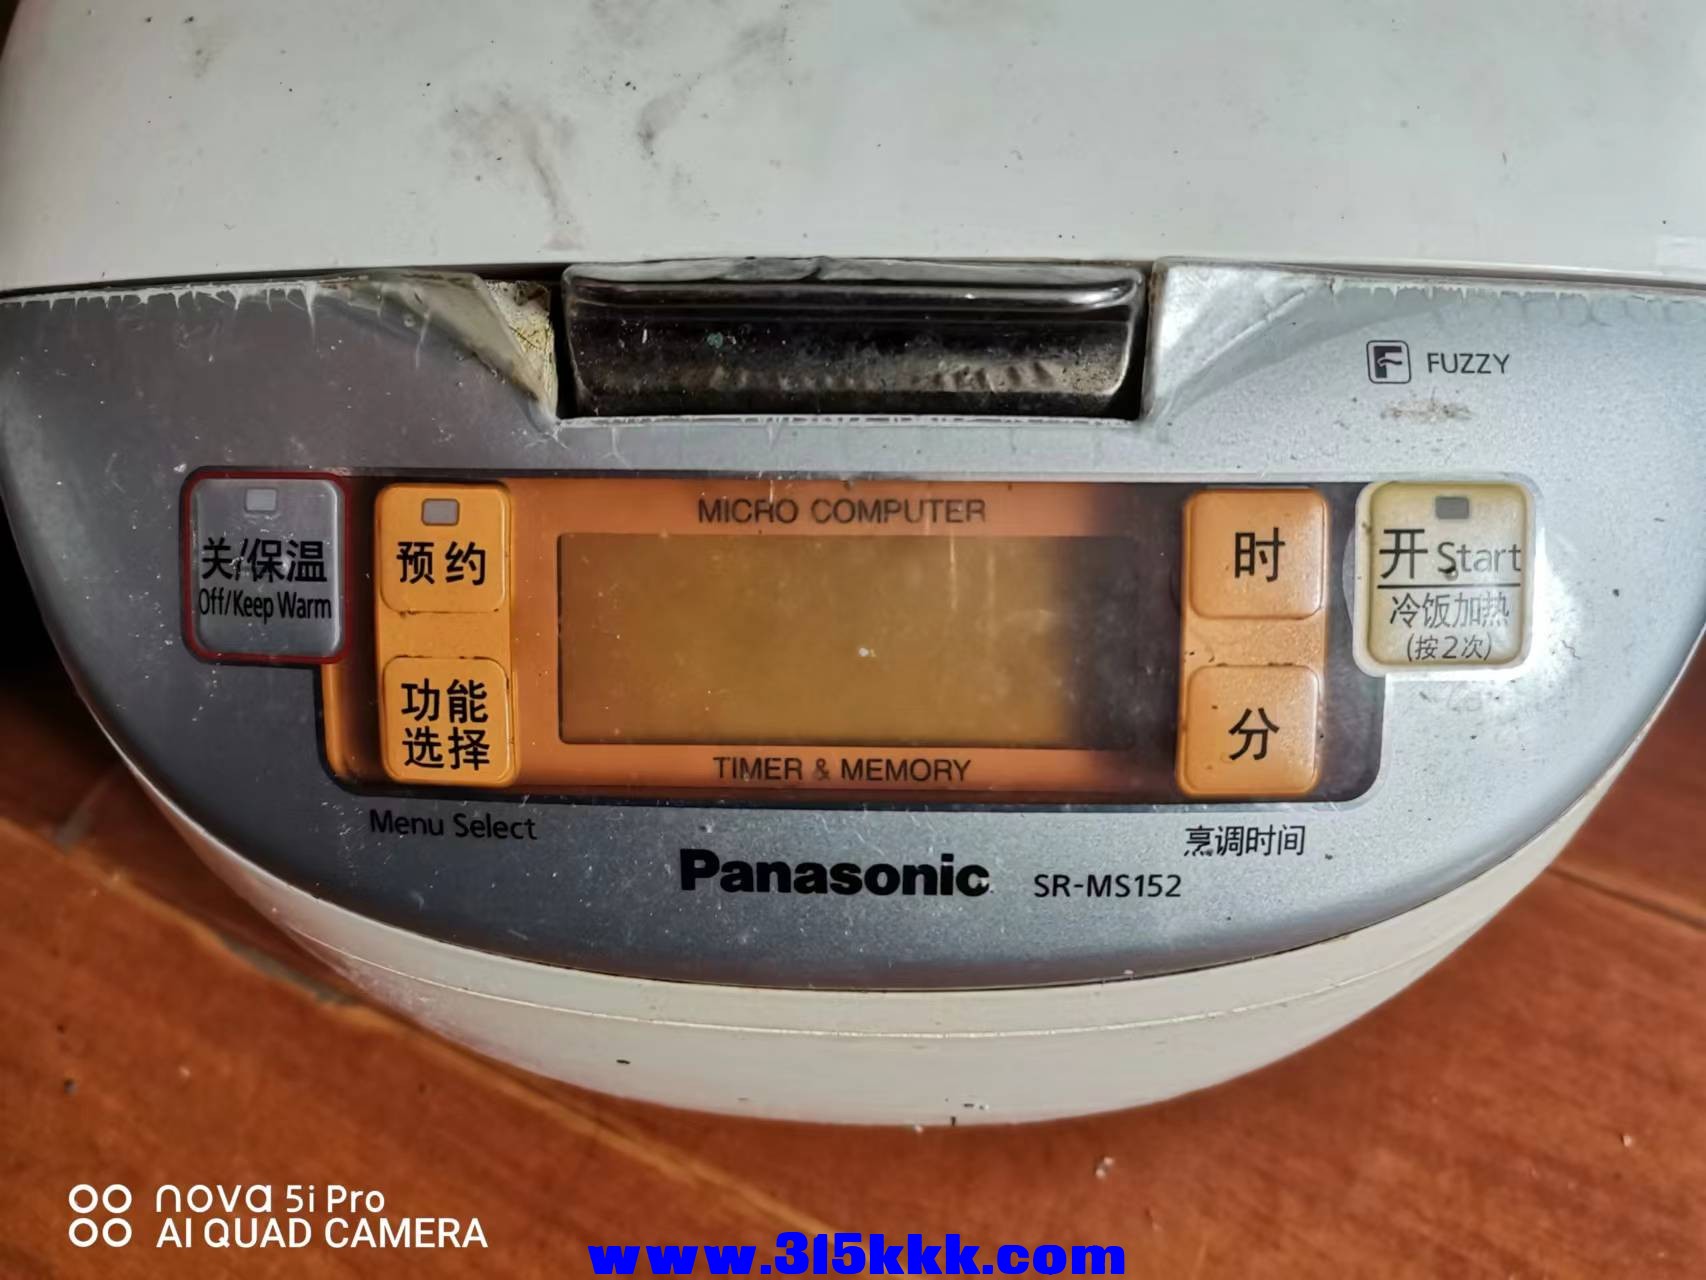 FUZZY
MICRO COMPUTER
关/保温
Off/Keep Warm
预约
时
开 Start
冷饭加热
(按2次)
功能
选择
分
TIMER & MEMORY
Menu Select
烹调时间
Panasonic SR-MS152
nova 5i Pro
AI QUAD CAMERA
www.315kkk.com